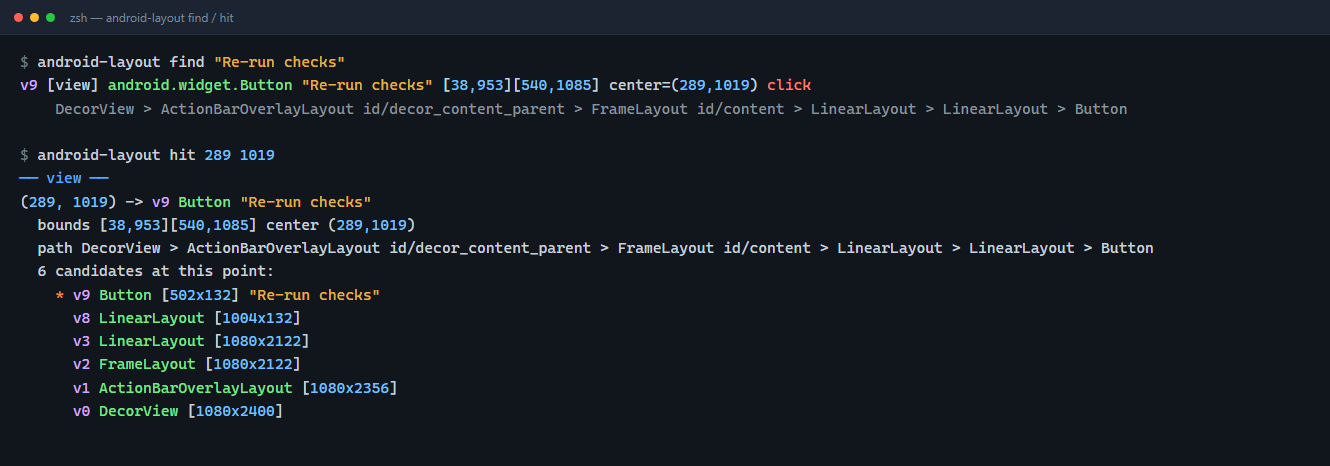 zsh — android-layout find / hit
$ android-layout find "Re-run checks"
v9 [view] android.widget.Button "Re-run checks" [38,953][540,1085] center=(289,1019) click
DecorView > ActionBarOverlayLayout id/decor_content_parent > FrameLayout id/content > LinearLayout > LinearLayout > Button
$ android-layout hit 289 1019
── view ──
(289, 1019) -> v9 Button "Re-run checks"
bounds [38,953][540,1085] center (289,1019)
path DecorView > ActionBarOverlayLayout id/decor_content_parent > FrameLayout id/content > LinearLayout > LinearLayout > Button
6 candidates at this point:
* v9 Button [502x132] "Re-run checks"
v8 LinearLayout [1004x132]
v3 LinearLayout [1080x2122]
v2 FrameLayout [1080x2122]
v1 ActionBarOverlayLayout [1080x2356]
v0 DecorView [1080x2400]